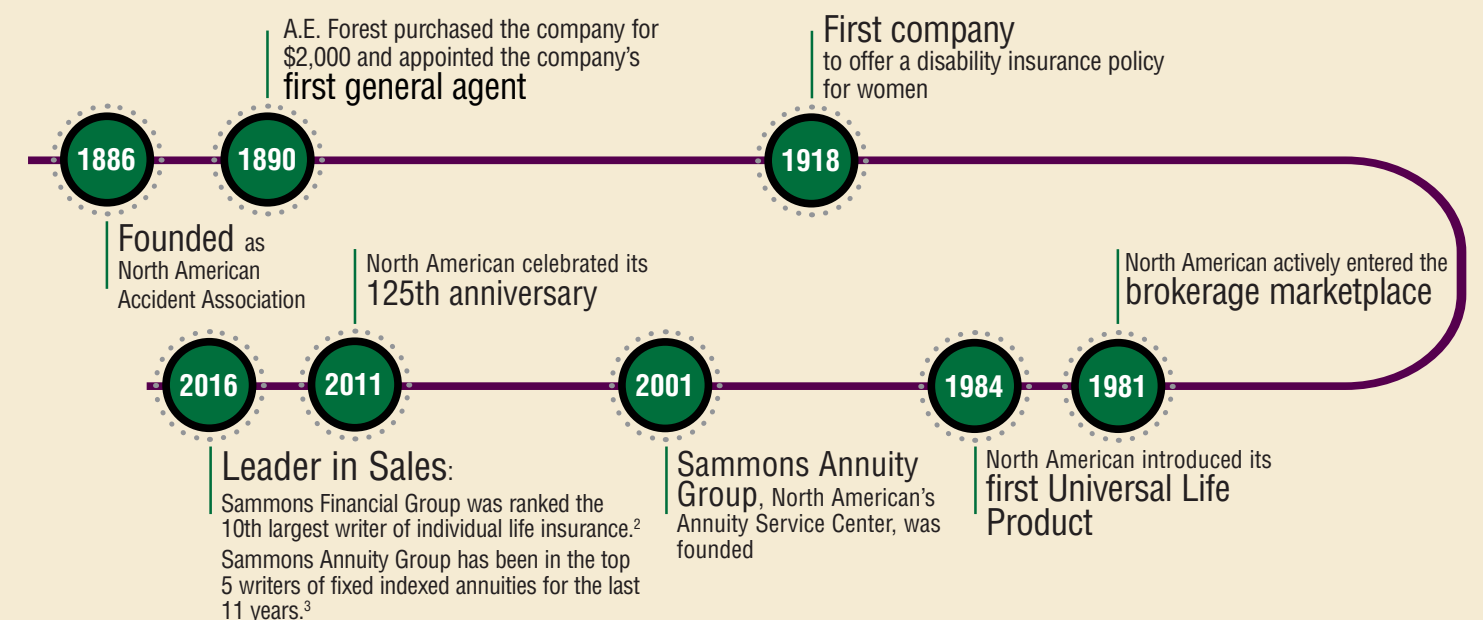 A.E. Forest purchased the company for
$2,000 and appointed the company's
first general agent
First company
to offer a disability insurance policy
for women
1886
1890
1918
Founded as
North American
Accident Association
North American celebrated its
125th anniversary
North American actively entered the
brokerage marketplace
2016
2011
2001
1984
1981
Leader in Sales:
Sammons Financial Group was ranked the
10th largest writer of individual life insurance.2
Sammons Annuity Group has been in the top
5 writers of fixed indexed annuities for the last
11 years.3
Sammons Annuity
Group, North American's
Annuity Service Center, was
founded
North American introduced its
first Universal Life
Product